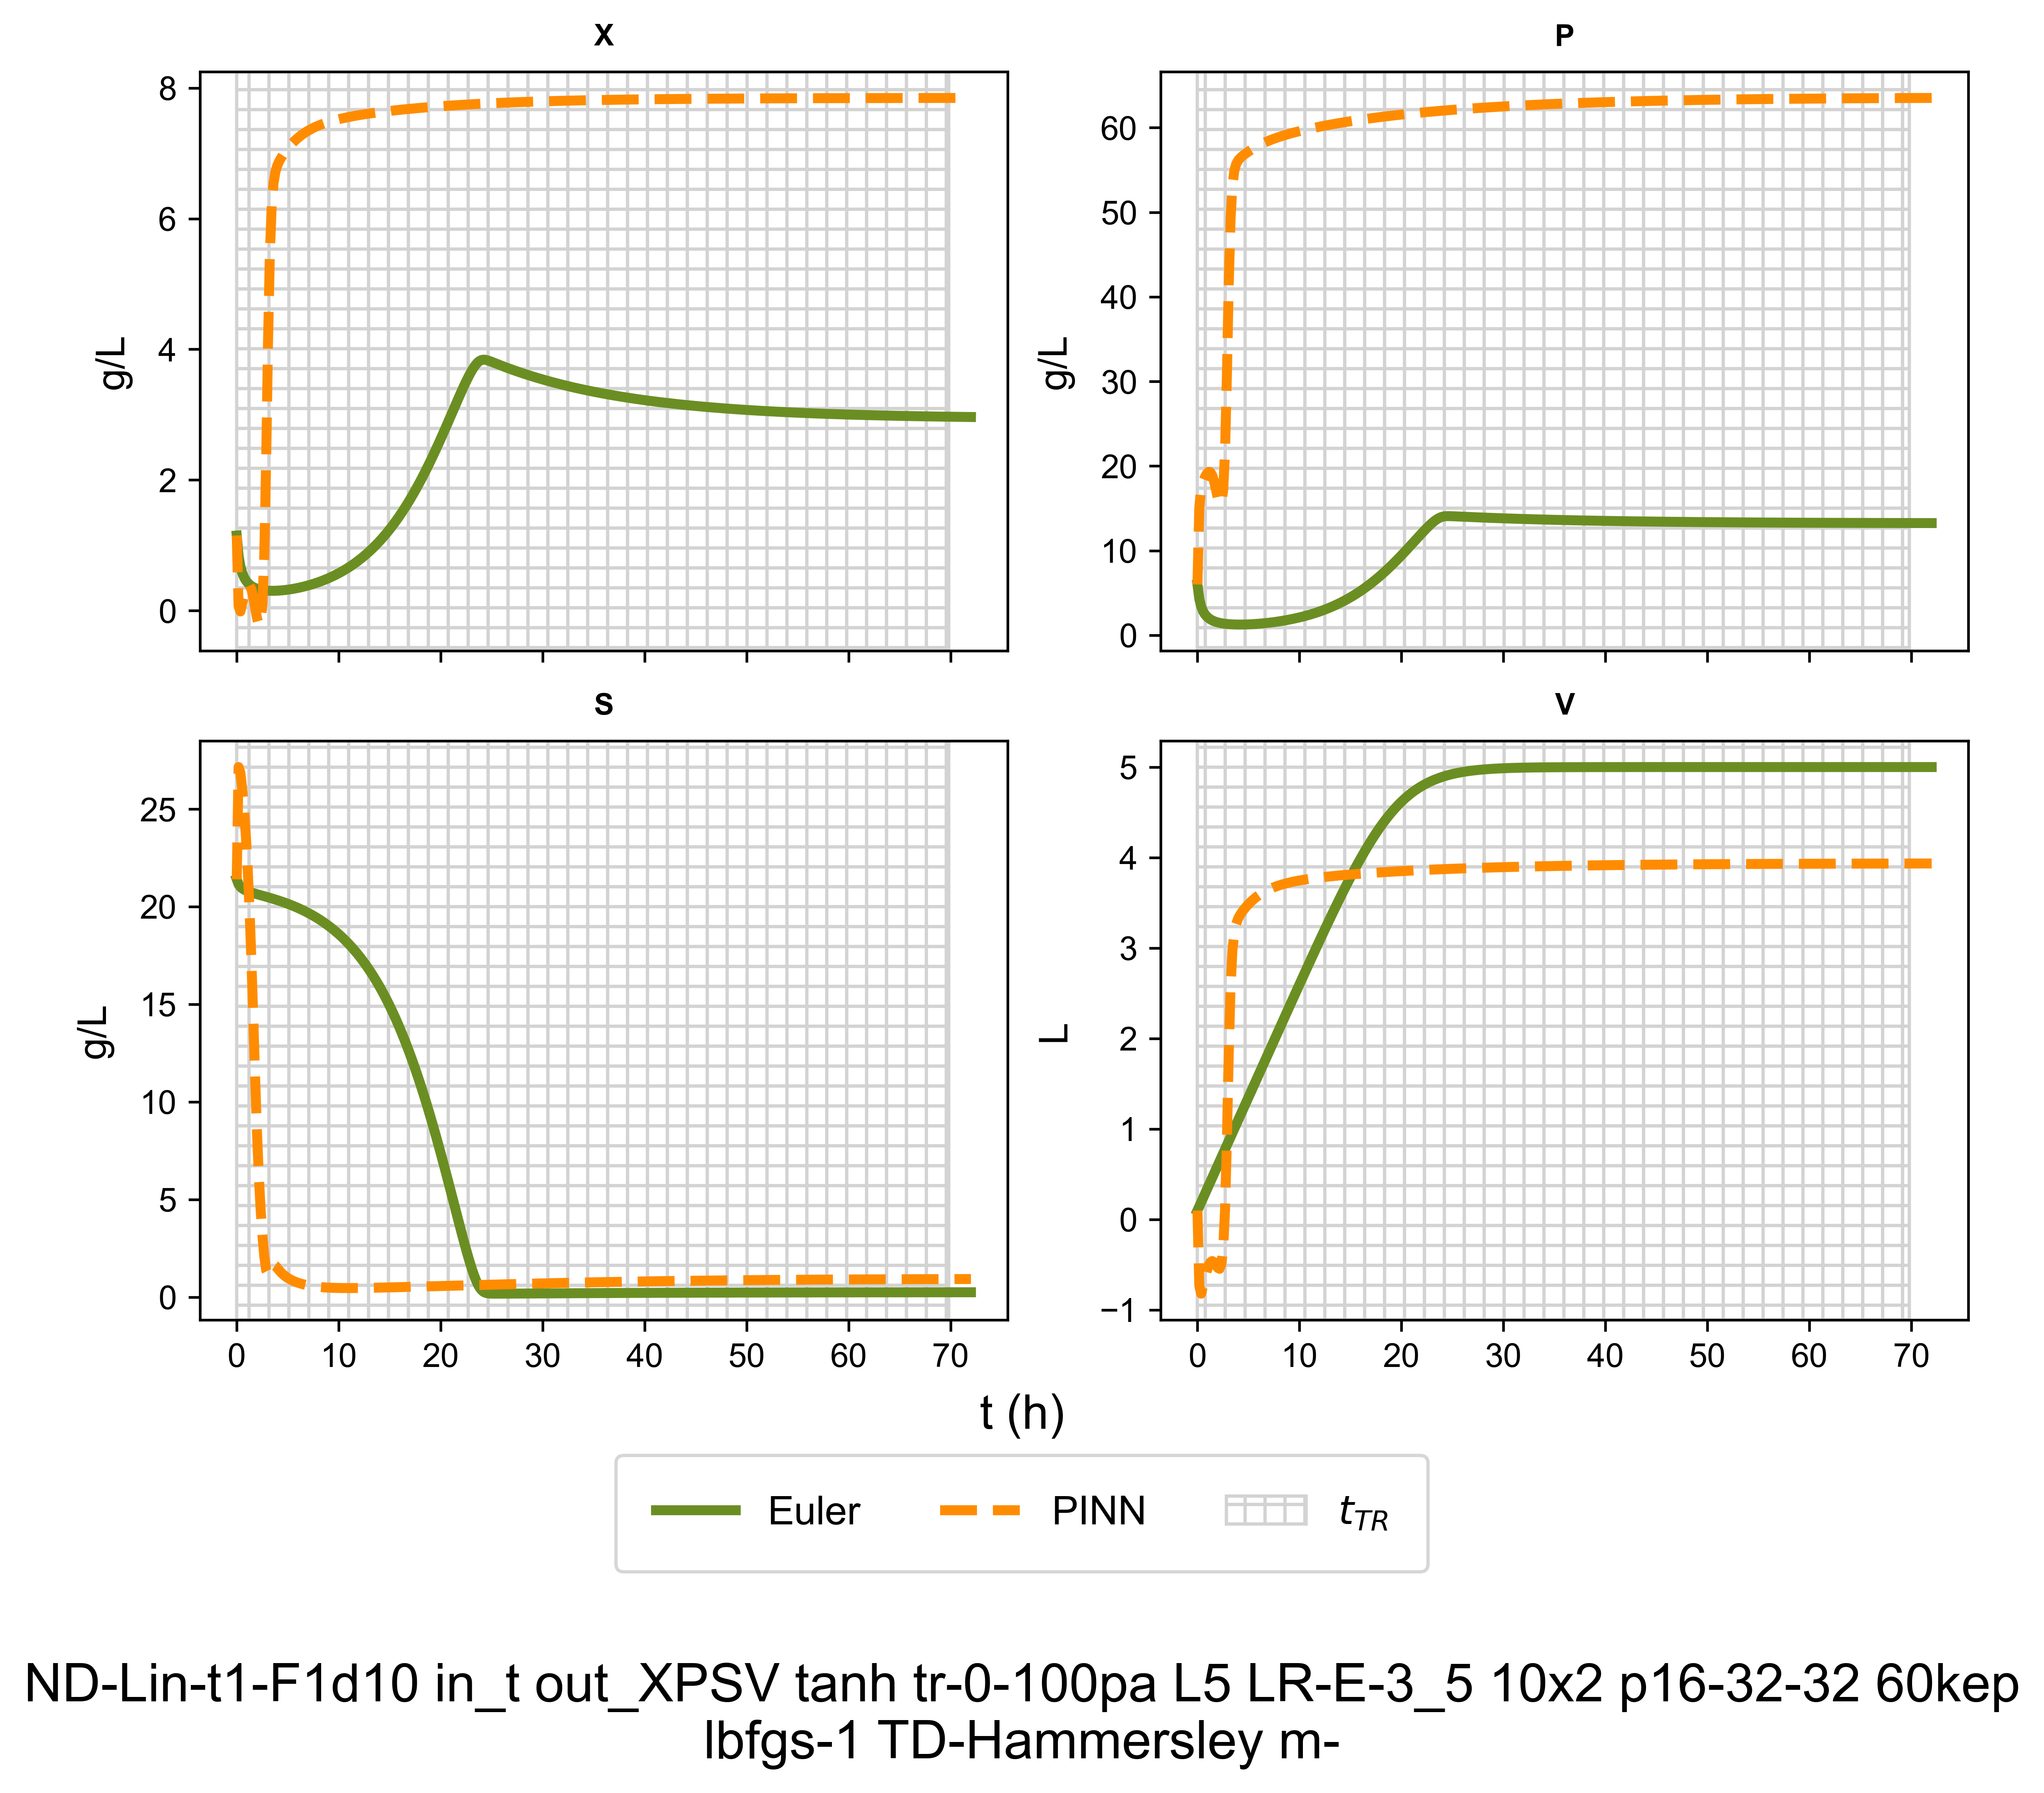 X
8
6
4
2
0
g/L
P
60
50
40
30
20
10
0
g/L
S
25
20
15
10
5
0
g/L
0 10 20 30 40 50 60 70
V
5
4
3
2
1
0
−1
L
0 10 20 30 40 50 60 70
t (h)
Euler PINN t_TR
ND-Lin-t1-F1d10 in_t out_XPSV tanh tr-0-100pa L5 LR-E-3_5 10x2 p16-32-32 60kep
lbfgs-1 TD-Hammersley m-